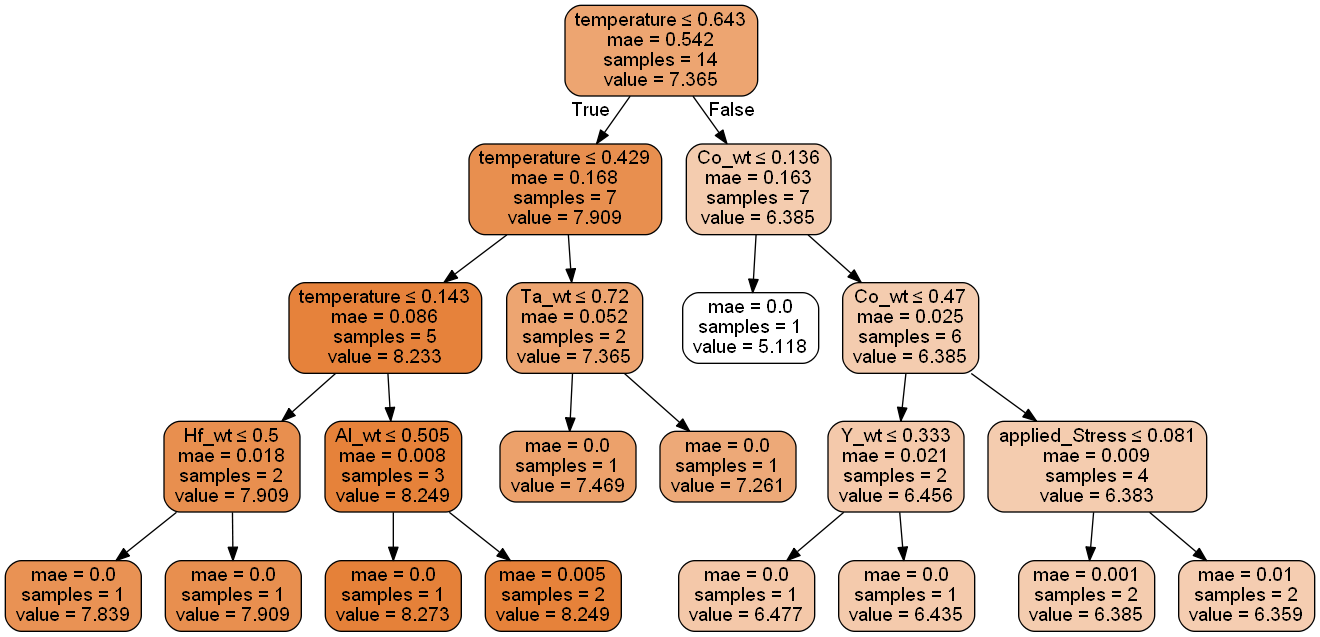 temperature ≤ 0.643
mae = 0.542
samples = 14
value = 7.365
True
False
temperature ≤ 0.429
mae = 0.168
samples = 7
value = 7.909
Co_wt ≤ 0.136
mae = 0.163
samples = 7
value = 6.385
temperature ≤ 0.143
mae = 0.086
samples = 5
value = 8.233
Ta_wt ≤ 0.72
mae = 0.052
samples = 2
value = 7.365
mae = 0.0
samples = 1
value = 5.118
Co_wt ≤ 0.47
mae = 0.025
samples = 6
value = 6.385
Hf_wt ≤ 0.5
mae = 0.018
samples = 2
value = 7.909
Al_wt ≤ 0.505
mae = 0.008
samples = 3
value = 8.249
mae = 0.0
samples = 1
value = 7.469
mae = 0.0
samples = 1
value = 7.261
Y_wt ≤ 0.333
mae = 0.021
samples = 2
value = 6.456
applied_Stress ≤ 0.081
mae = 0.009
samples = 4
value = 6.383
mae = 0.0
samples = 1
value = 7.839
mae = 0.0
samples = 1
value = 7.909
mae = 0.0
samples = 1
value = 8.273
mae = 0.005
samples = 2
value = 8.249
mae = 0.0
samples = 1
value = 6.477
mae = 0.0
samples = 1
value = 6.435
mae = 0.001
samples = 2
value = 6.385
mae = 0.01
samples = 2
value = 6.359